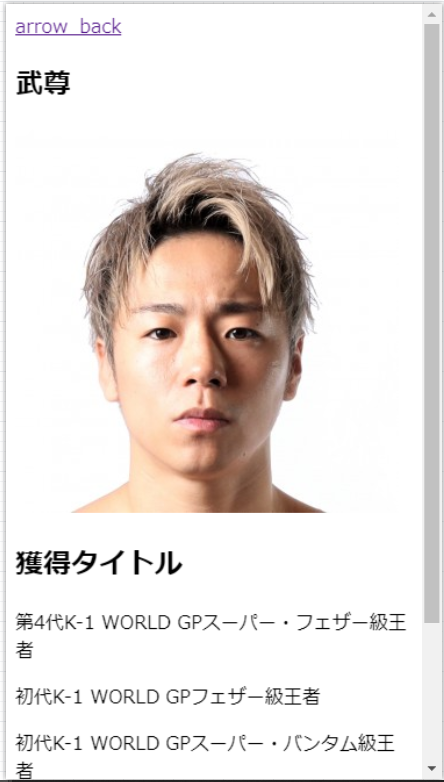 arrow_back
武尊
獲得タイトル
第4代K-1 WORLD GPスーパー・フェザー級王
者
初代K-1 WORLD GPフェザー級王者
初代K-1 WORLD GPスーパー・バンタム級王
者